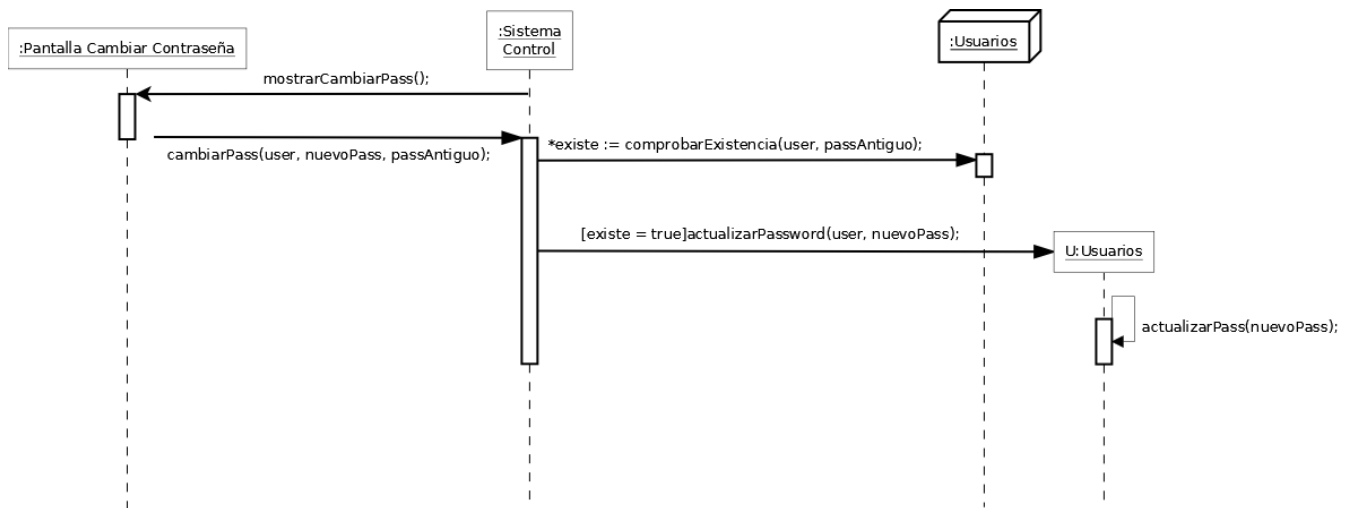 :Pantalla Cambiar Contraseña
:Sistema
Control
:Usuarios
mostrarCambiarPass();
cambiarPass(user, nuevoPass, passAntiguo);
*existe := comprobarExistencia(user, passAntiguo);
[existe = true]actualizarPassword(user, nuevoPass);
U:Usuarios
actualizarPass(nuevoPass);